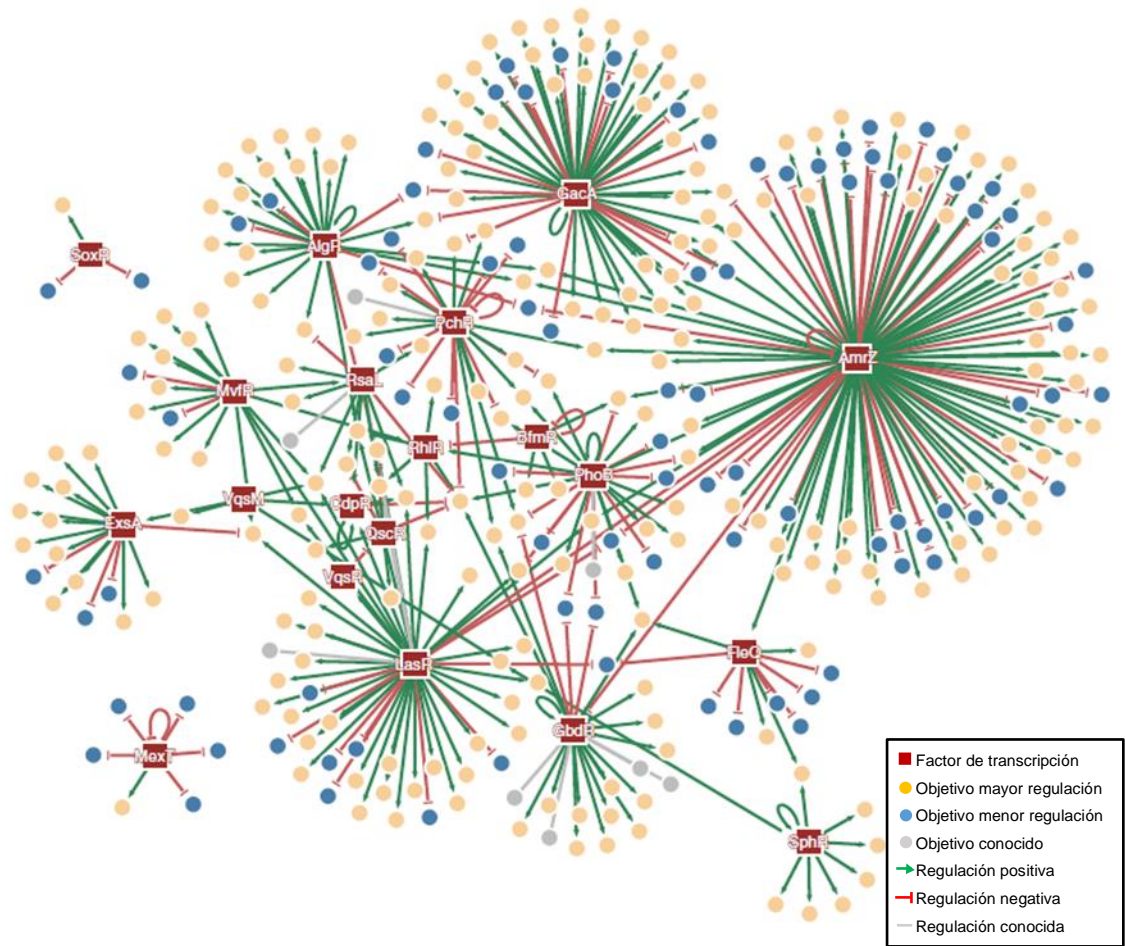 GacA
AlgR
SoxR
PchR
AmrZ
RsaL
MvfR
BfmR
RhlR
PhoB
VqsM
CdpR
ExsA
QscR
VqsR
FleQ
LasR
GbdR
MexT
SphR
Factor de transcripción
Objetivo mayor regulación
Objetivo menor regulación
Objetivo conocido
Regulación positiva
Regulación negativa
Regulación conocida